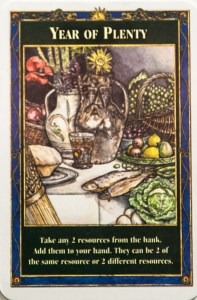 YEAR OF PLENTY
Take any 2 resources from the bank.
Add them to your hand. They can be 2 of
the same resource or 2 different resources.